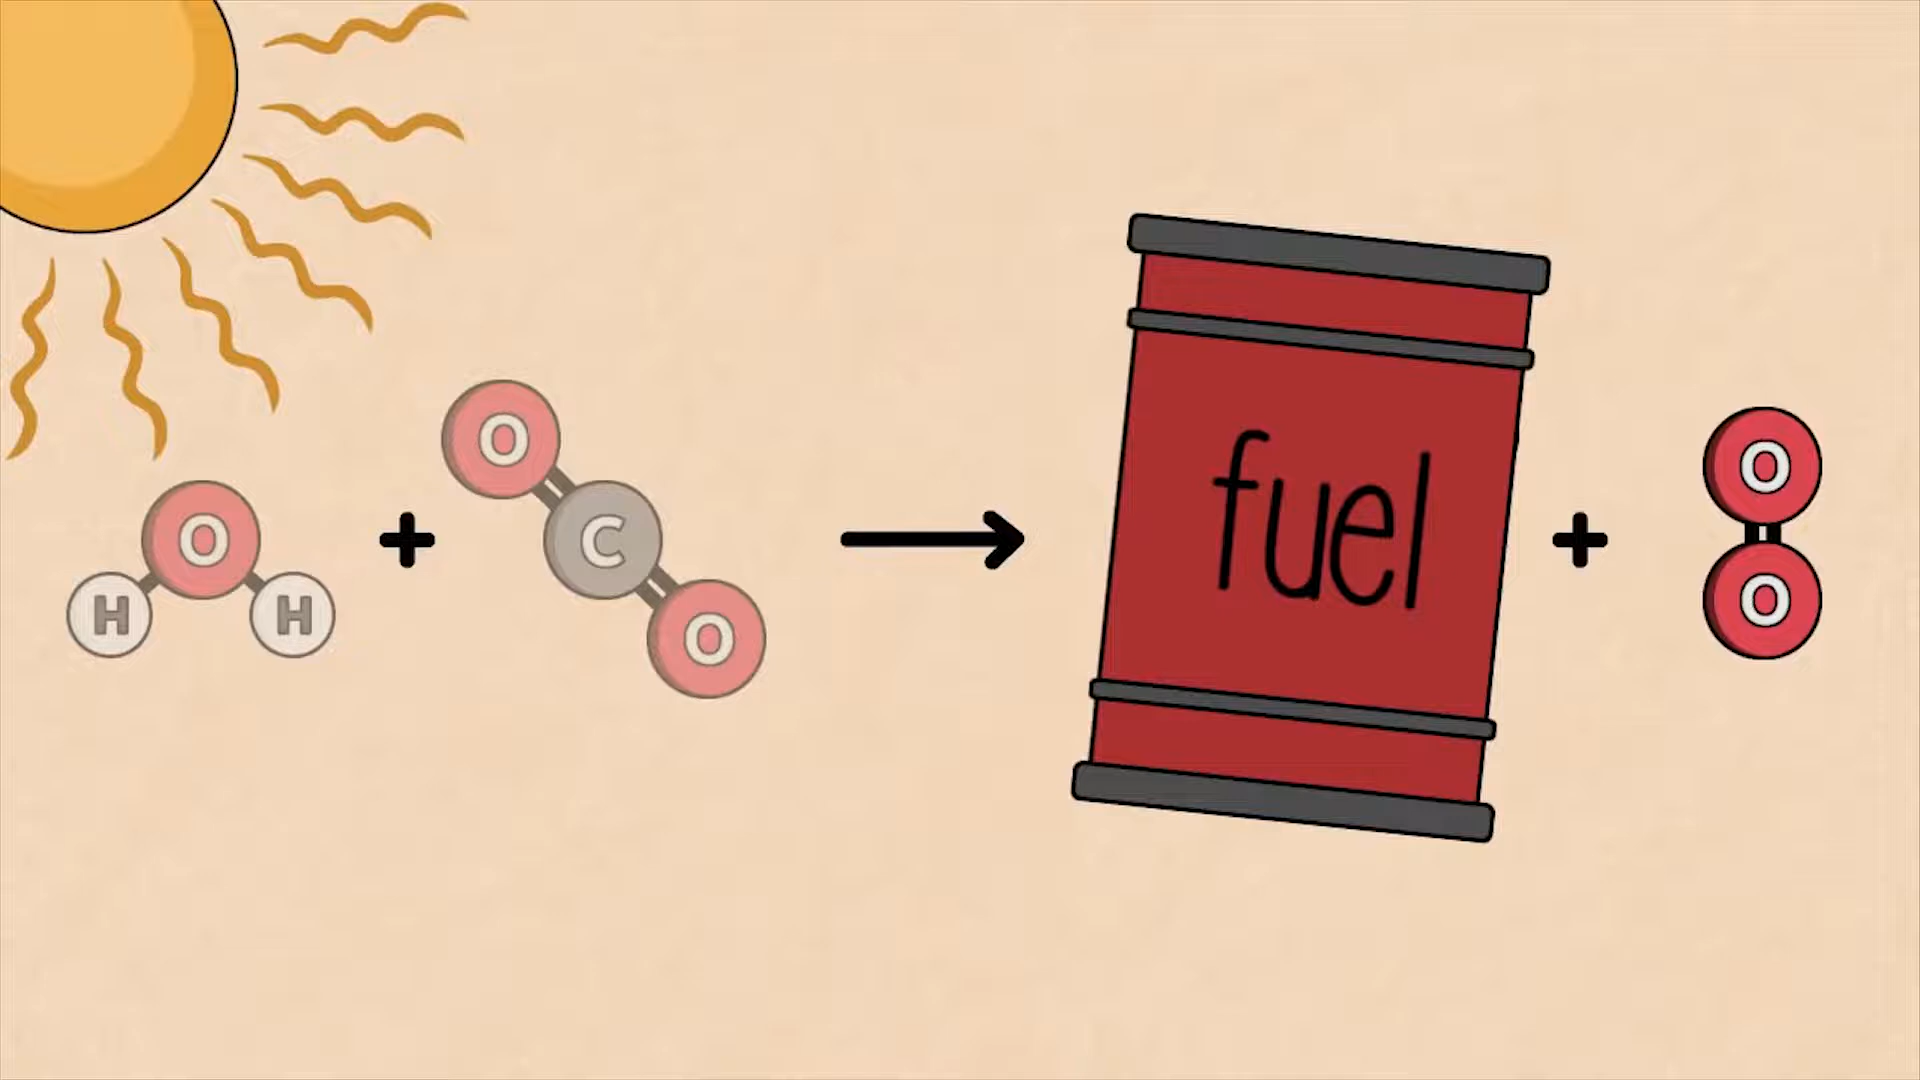 H O H + O C O → fuel + O O